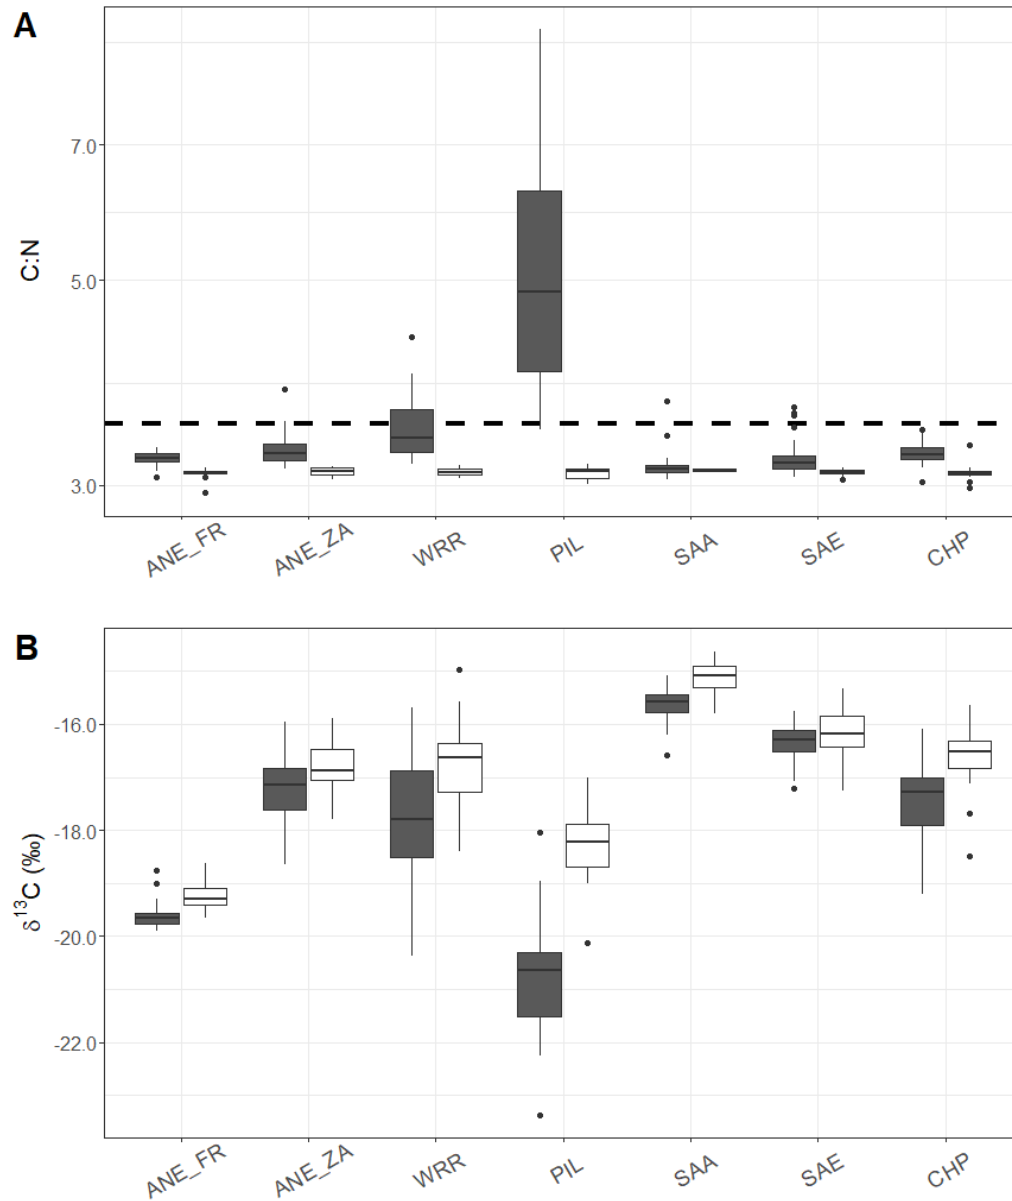 A
7.0
5.0
3.0
C:N
ANE_FR ANE_ZA WRR PIL SAA SAE CHP
B
-16.0
-18.0
-20.0
-22.0
δ¹³C (‰)
ANE_FR ANE_ZA WRR PIL SAA SAE CHP